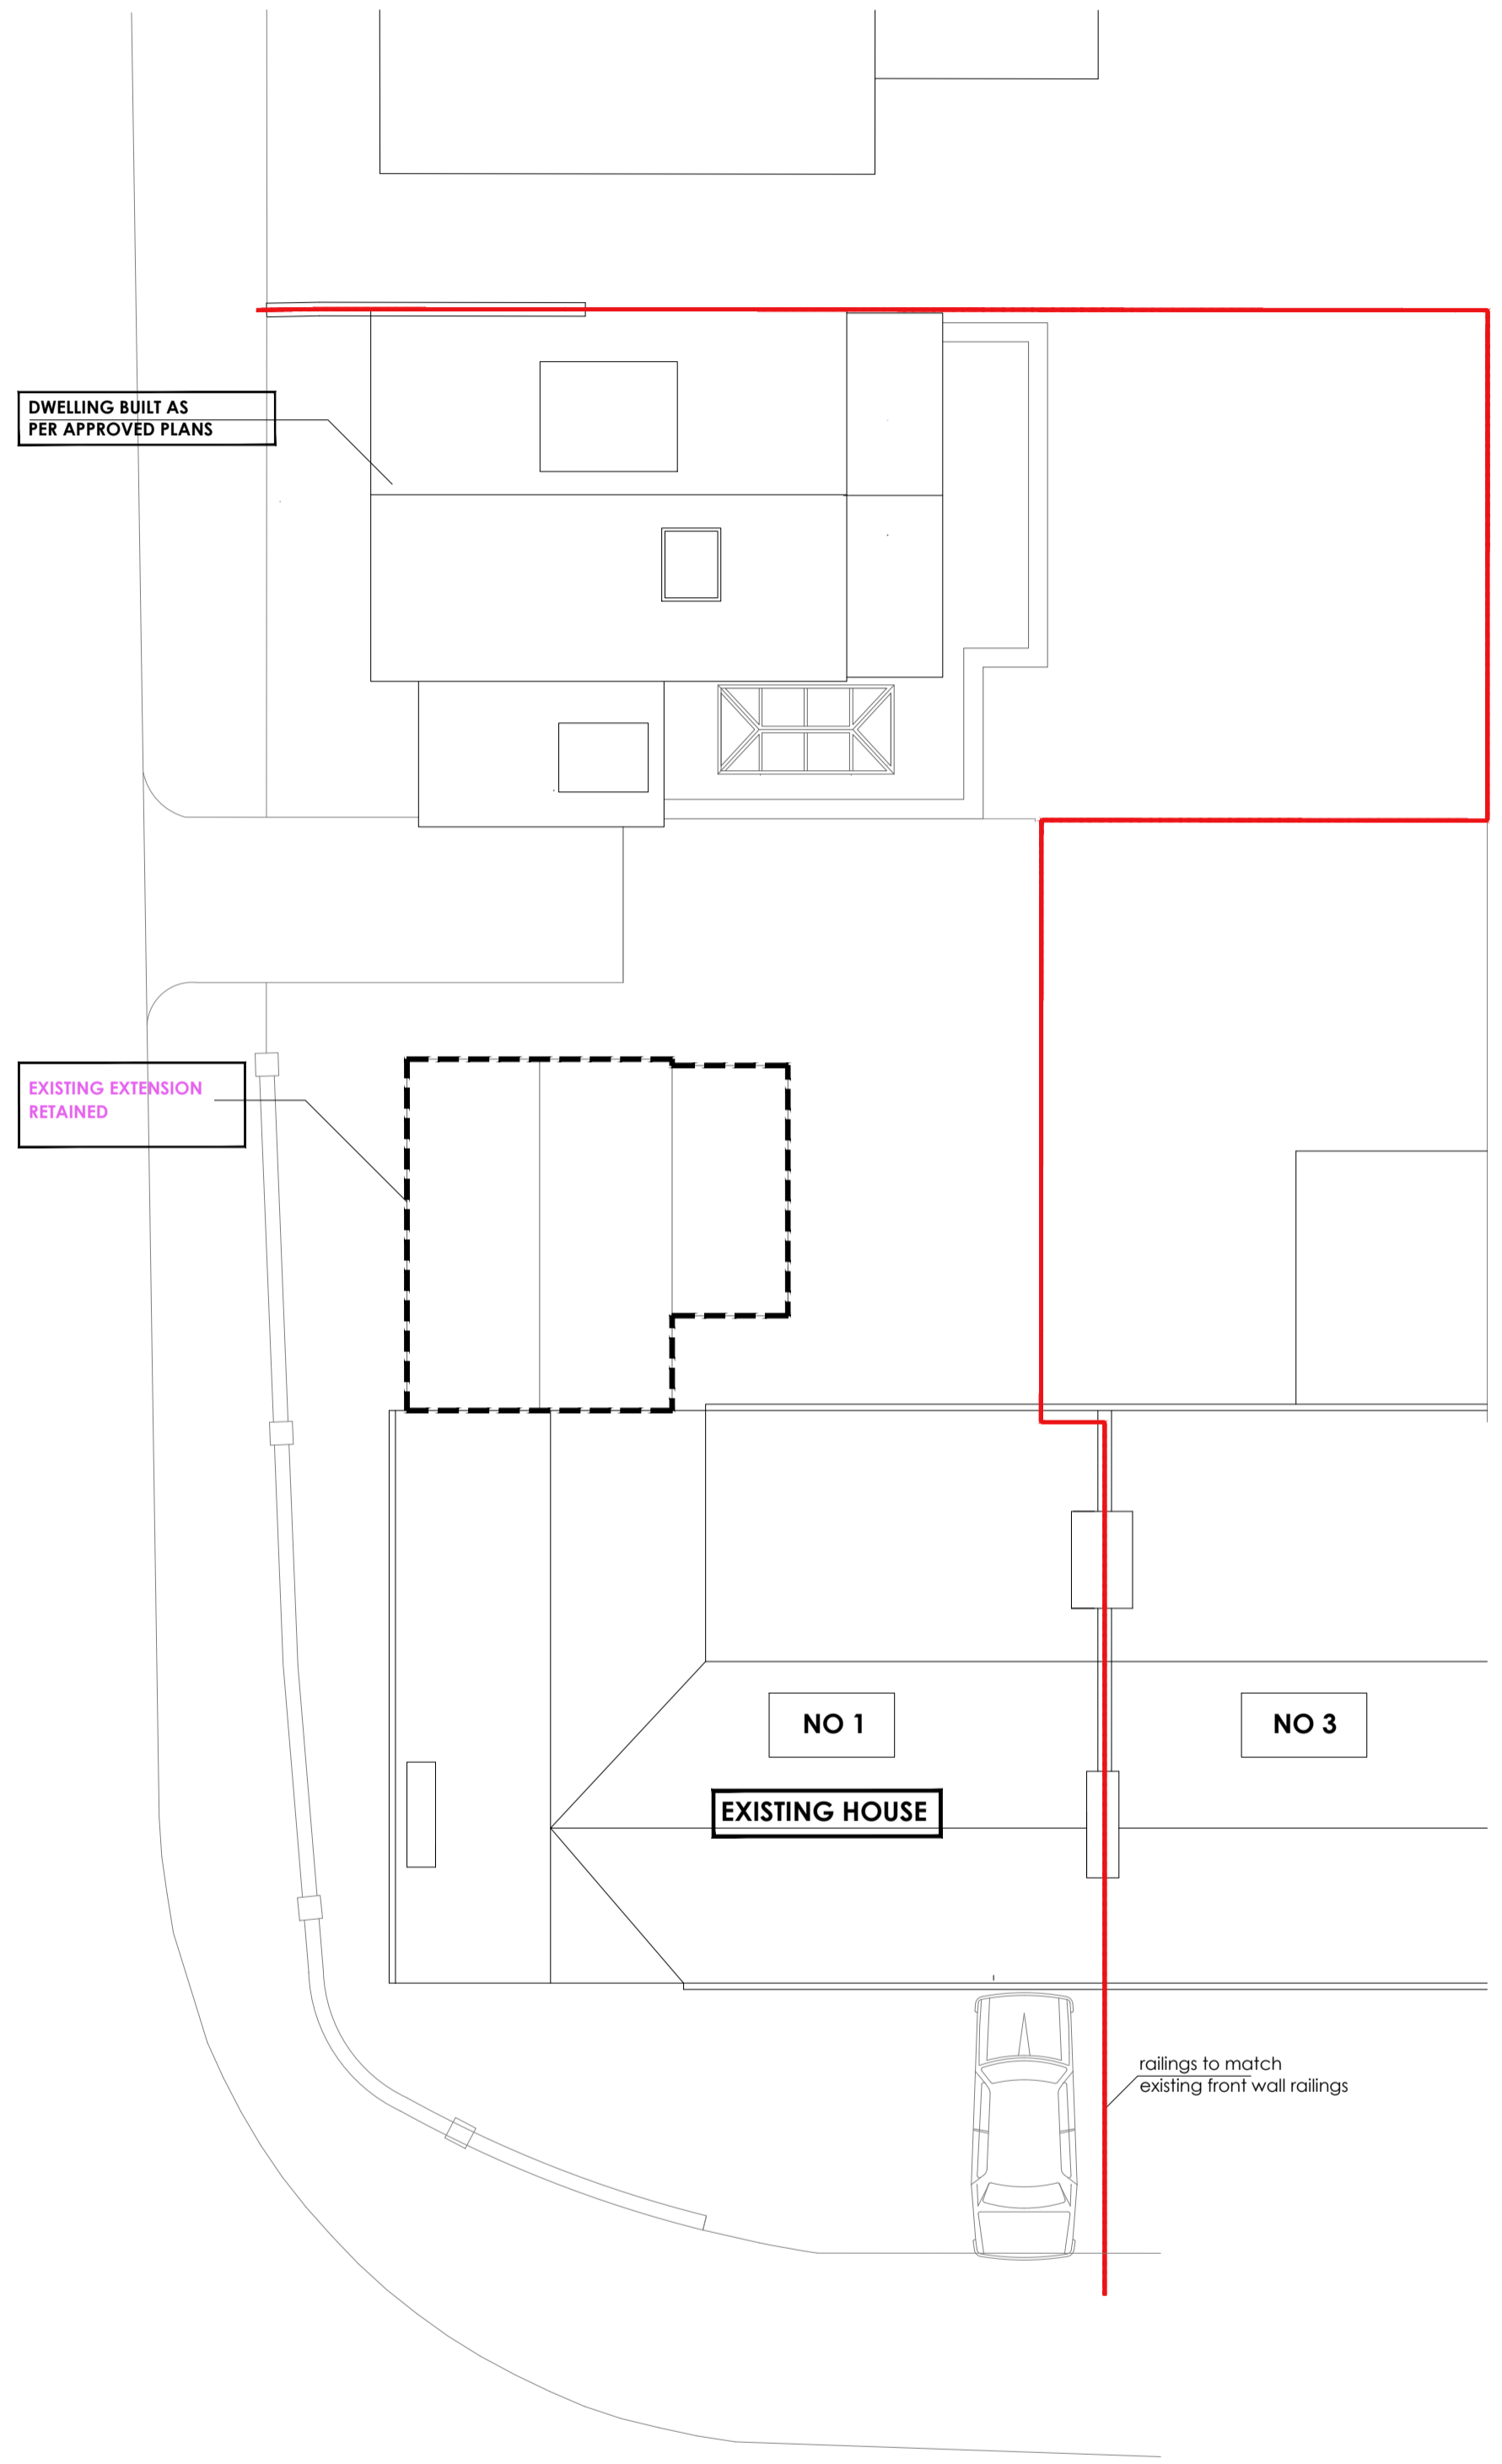 DWELLING BUILT AS
PER APPROVED PLANS
EXISTING EXTENSION
RETAINED
NO 1
NO 3
EXISTING HOUSE
railings to match
existing front wall railings